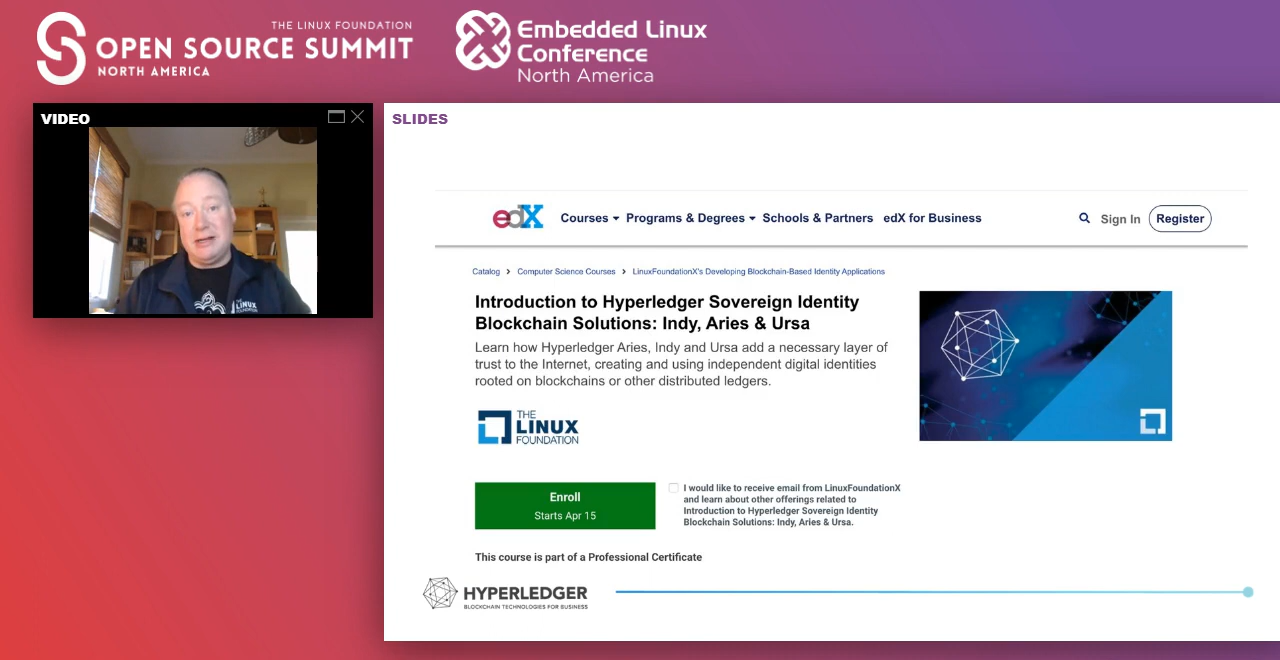 THE LINUX FOUNDATION
OPEN SOURCE SUMMIT
NORTH AMERICA
Embedded Linux
Conference
North America
VIDEO
THE
LINUX
FOUNDATION
SLIDES
edX
Courses Programs & Degrees Schools & Partners edX for Business
Sign In Register
Catalog > Computer Science Courses > LinuxFoundationX's Developing Blockchain-Based Identity Applications
Introduction to Hyperledger Sovereign Identity
Blockchain Solutions: Indy, Aries & Ursa
Learn how Hyperledger Aries, Indy and Ursa add a necessary layer of
trust to the Internet, creating and using independent digital identities
rooted on blockchains or other distributed ledgers.
THE
LINUX
FOUNDATION
Enroll
Starts Apr 15
I would like to receive email from LinuxFoundationX
and learn about other offerings related to
Introduction to Hyperledger Sovereign Identity
Blockchain Solutions: Indy, Aries & Ursa.
This course is part of a Professional Certificate
HYPERLEDGER
BLOCKCHAIN TECHNOLOGIES FOR BUSINESS